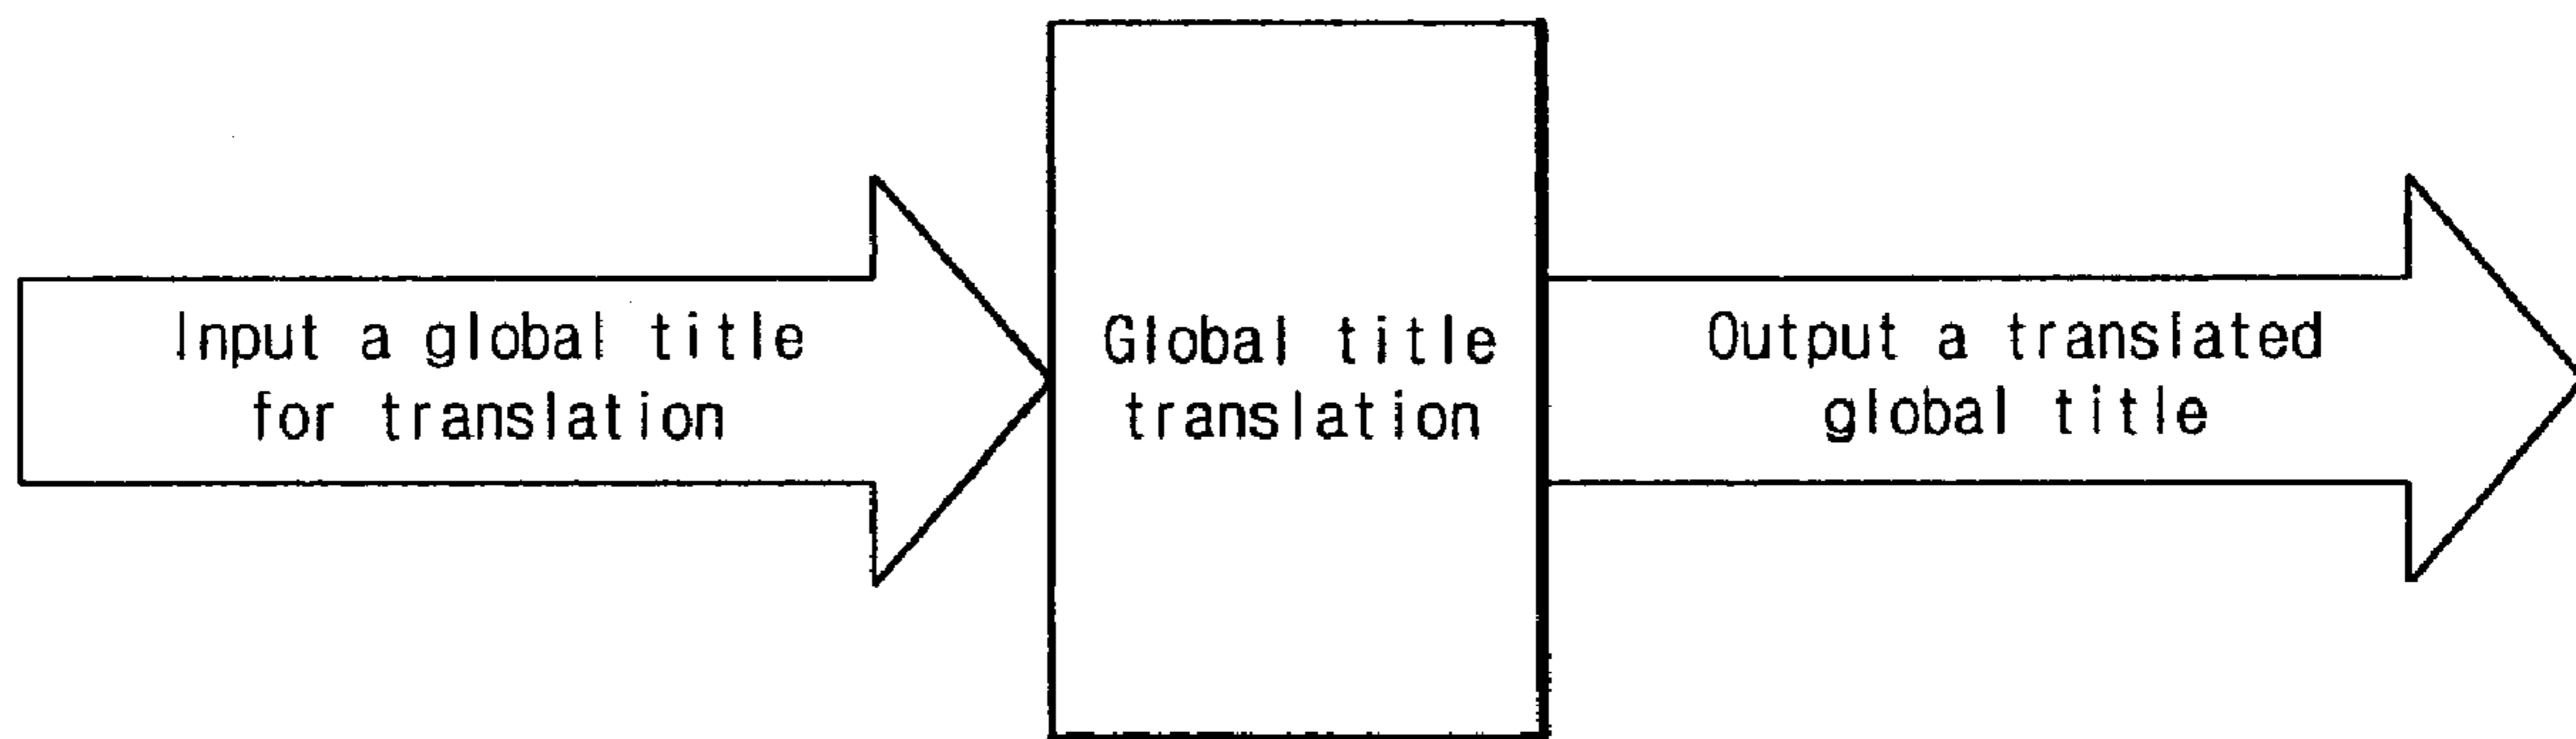 Input a global title
for translation
Global title
translation
Output a translated
global title